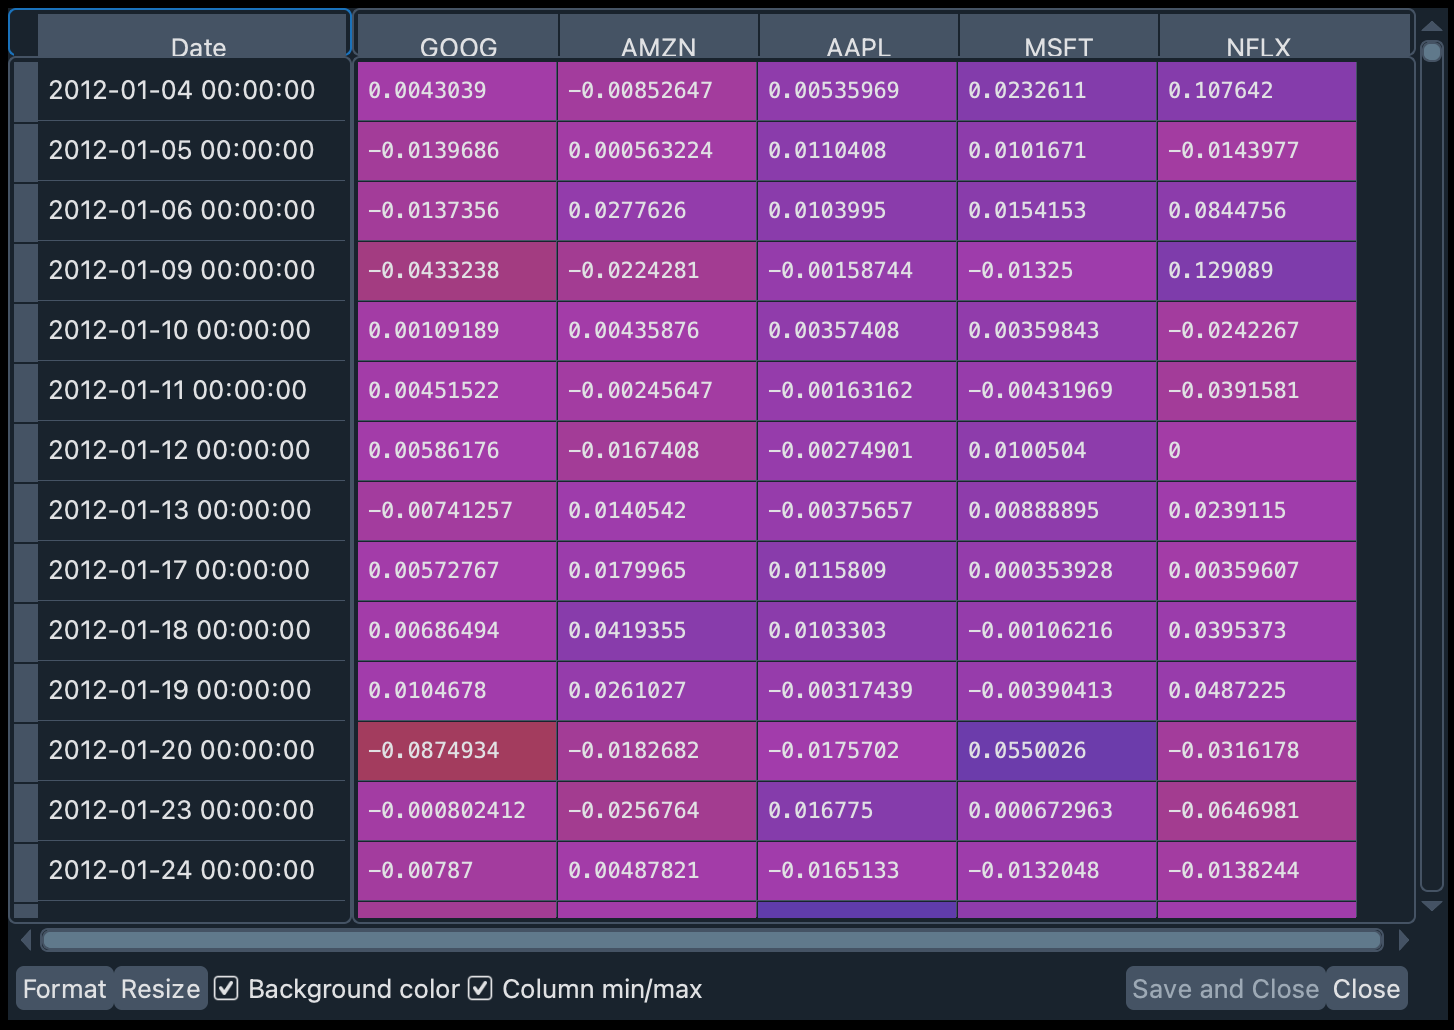 Date GOOG AMZN AAPL MSFT NFLX
2012-01-04 00:00:00 0.0043039 -0.00852647 0.00535969 0.0232611 0.107642
2012-01-05 00:00:00 -0.0139686 0.000563224 0.0110408 0.0101671 -0.0143977
2012-01-06 00:00:00 -0.0137356 0.0277626 0.0103995 0.0154153 0.0844756
2012-01-09 00:00:00 -0.0433238 -0.0224281 -0.00158744 -0.01325 0.129089
2012-01-10 00:00:00 0.00109189 0.00435876 0.00357408 0.00359843 -0.0242267
2012-01-11 00:00:00 0.00451522 -0.00245647 -0.00163162 -0.00431969 -0.0391581
2012-01-12 00:00:00 0.00586176 -0.0167408 -0.00274901 0.0100504 0
2012-01-13 00:00:00 -0.00741257 0.0140542 -0.00375657 0.00888895 0.0239115
2012-01-17 00:00:00 0.00572767 0.0179965 0.0115809 0.000353928 0.00359607
2012-01-18 00:00:00 0.00686494 0.0419355 0.0103303 -0.00106216 0.0395373
2012-01-19 00:00:00 0.0104678 0.0261027 -0.00317439 -0.00390413 0.0487225
2012-01-20 00:00:00 -0.0874934 -0.0182682 -0.0175702 0.0550026 -0.0316178
2012-01-23 00:00:00 -0.000802412 -0.0256764 0.016775 0.000672963 -0.0646981
2012-01-24 00:00:00 -0.00787 0.00487821 -0.0165133 -0.0132048 -0.0138244
Format Resize Background color Column min/max Save and Close Close